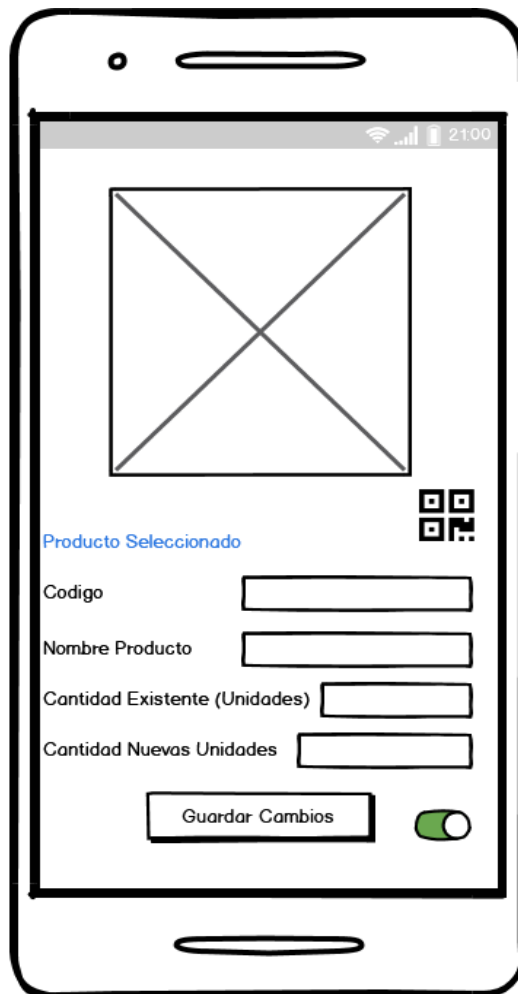 21:00
Producto Seleccionado
Codigo
Nombre Producto
Cantidad Existente (Unidades)
Cantidad Nuevas Unidades
Guardar Cambios